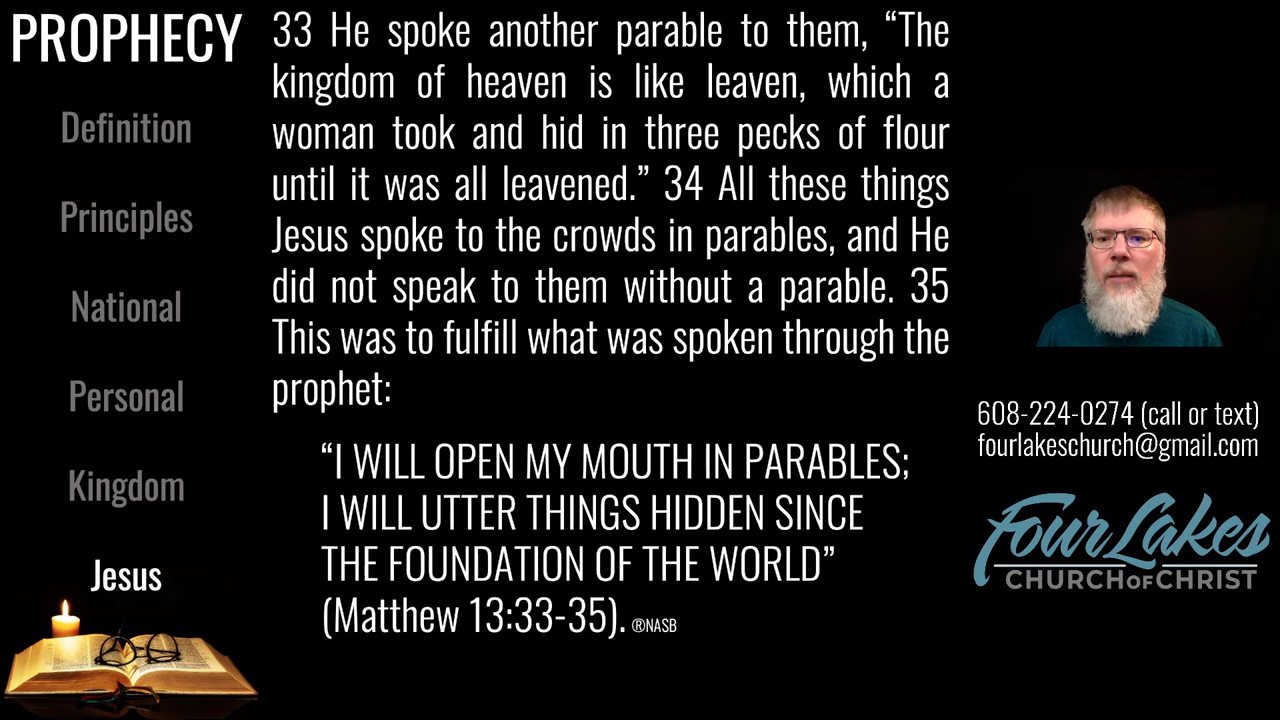 PROPHECY
Definition
Principles
National
Personal
Kingdom
Jesus
33 He spoke another parable to them, “The
kingdom of heaven is like leaven, which a
woman took and hid in three pecks of flour
until it was all leavened.” 34 All these things
Jesus spoke to the crowds in parables, and He
did not speak to them without a parable. 35
This was to fulfill what was spoken through the
prophet:
“I WILL OPEN MY MOUTH IN PARABLES;
I WILL UTTER THINGS HIDDEN SINCE
THE FOUNDATION OF THE WORLD”
(Matthew 13:33-35). ®NASB
608-224-0274 (call or text)
fourlakeschurch@gmail.com
Four Lakes
CHURCH OF CHRIST